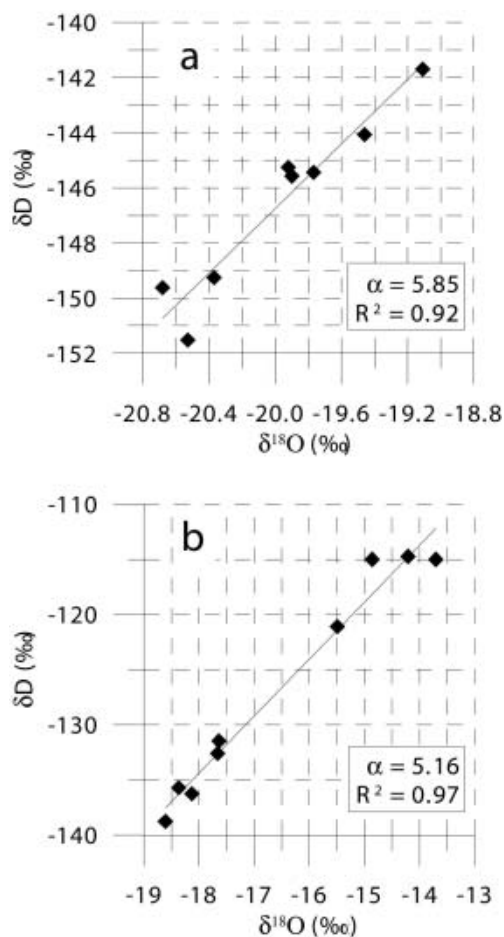 a
-140
-142
-144
-146
-148
-150
-152
δD (‰)
α = 5.85
R² = 0.92
-20.8 -20.4 -20.0 -19.6 -19.2 -18.8
δ¹⁸O (‰)
b
-110
-120
-130
-140
δD (‰)
α = 5.16
R² = 0.97
-19 -18 -17 -16 -15 -14 -13
δ¹⁸O (‰)